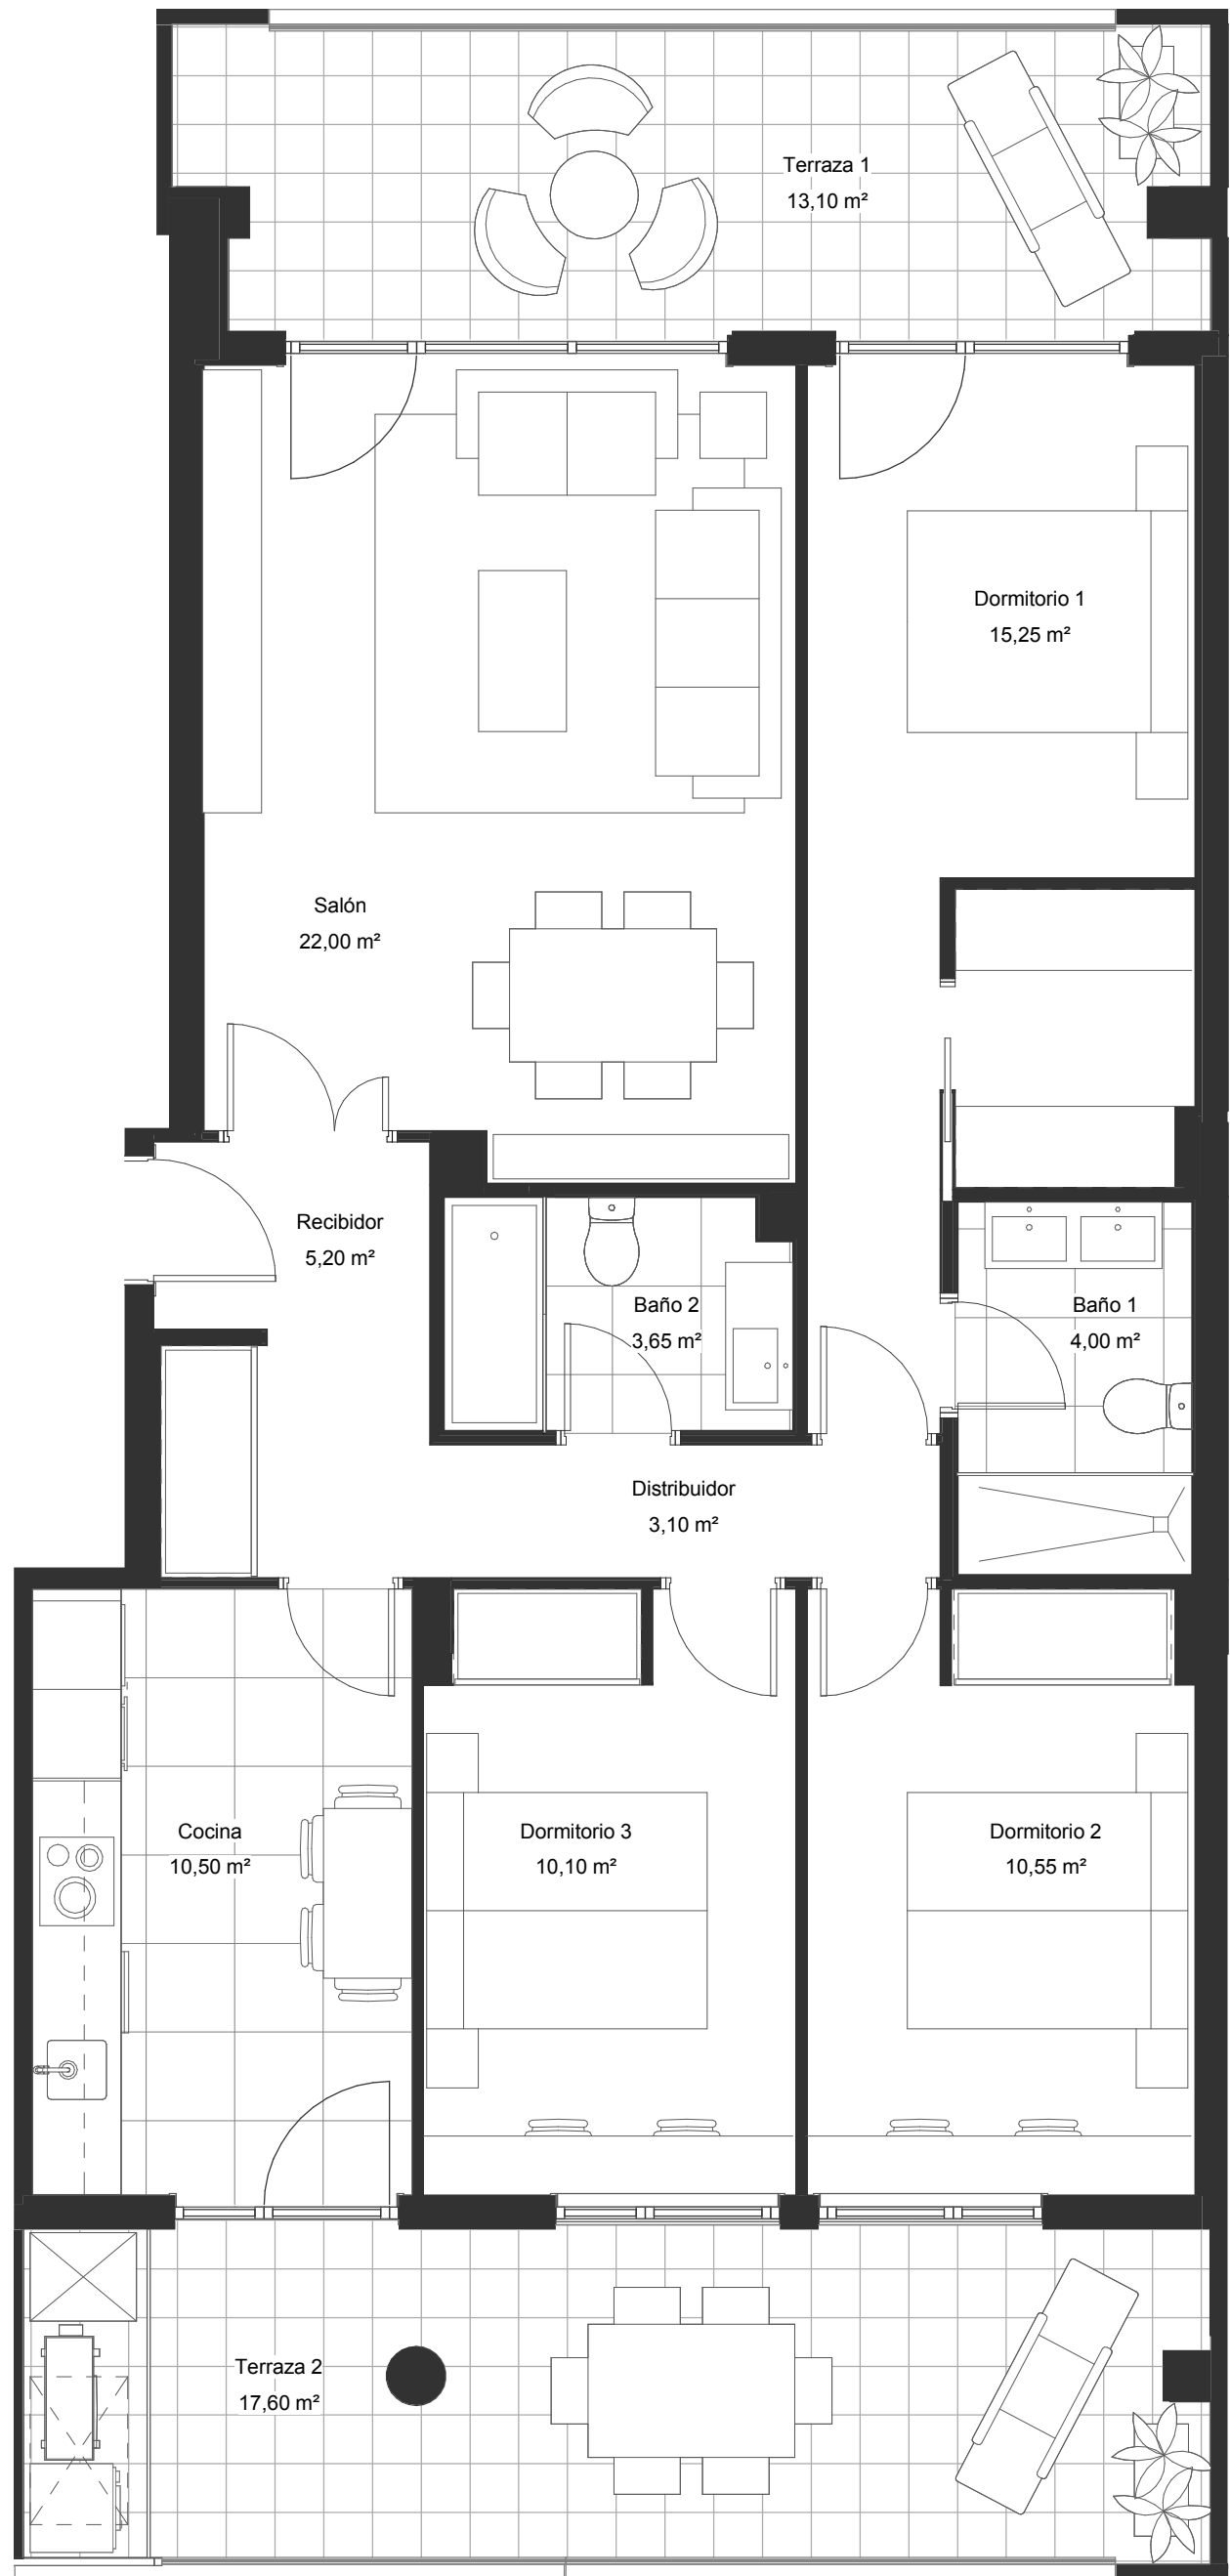 Terraza 1
13,10 m²
Dormitorio 1
15,25 m²
Salón
22,00 m²
Recibidor
5,20 m²
Baño 2
3,65 m²
Baño 1
4,00 m²
Distribuidor
3,10 m²
Cocina
10,50 m²
Dormitorio 3
10,10 m²
Dormitorio 2
10,55 m²
Terraza 2
17,60 m²